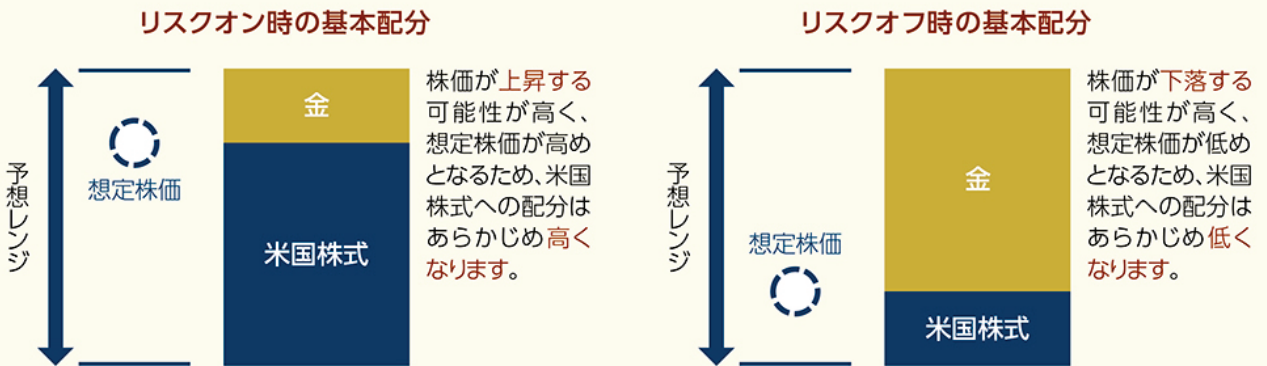 リスクオン時の基本配分
予想レンジ
想定株価
金
米国株式
株価が上昇する
可能性が高く、
想定株価が高め
となるため、米国
株式への配分は
あらかじめ高く
なります。
リスクオフ時の基本配分
予想レンジ
想定株価
金
米国株式
株価が下落する
可能性が高く、
想定株価が低め
となるため、米国
株式への配分は
あらかじめ低く
なります。